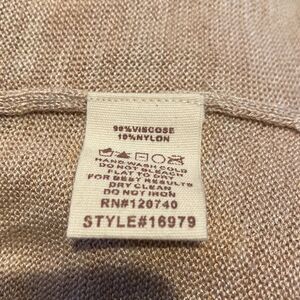 90% VISCOSE
10% NYLON
HAND WASH COLD
DO NOT BLEACH
FLAT TO DRY
FOR BEST RESULTS
DRY CLEAN
DO NOT IRON
RN#120740
STYLE#16979